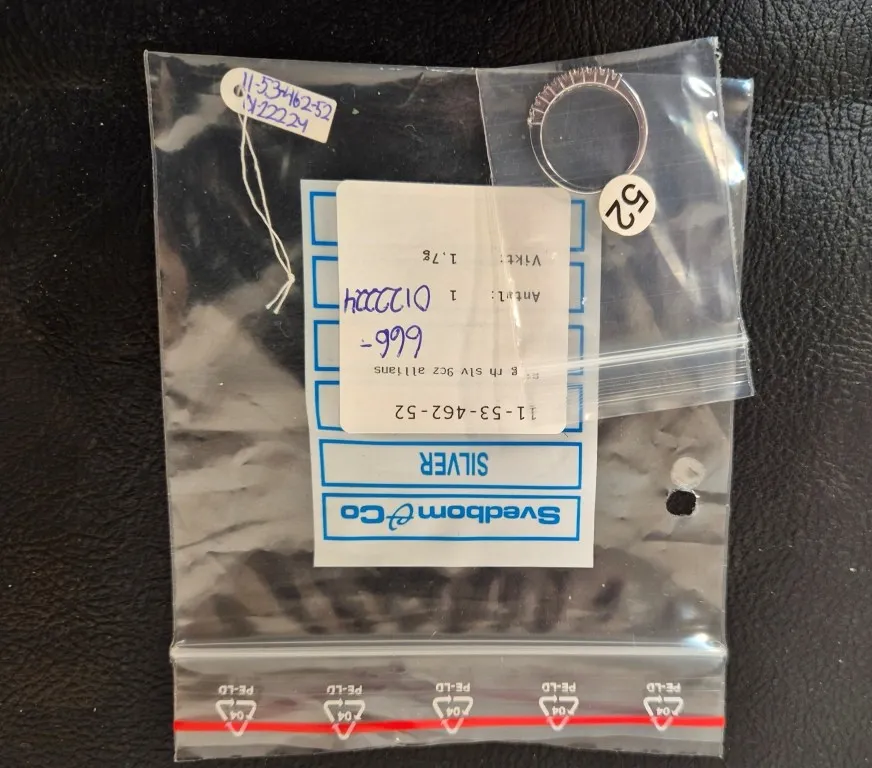 04 04 04 04 04
PE-LD PE-LD PE-LD PE-LD PE-LD
Svedbom & Co
SILVER
11-53-462-52
rh slv 9cz allians
666-
Antal: 1 0122224
Vikt: 1.7g
52
11-53-462-52